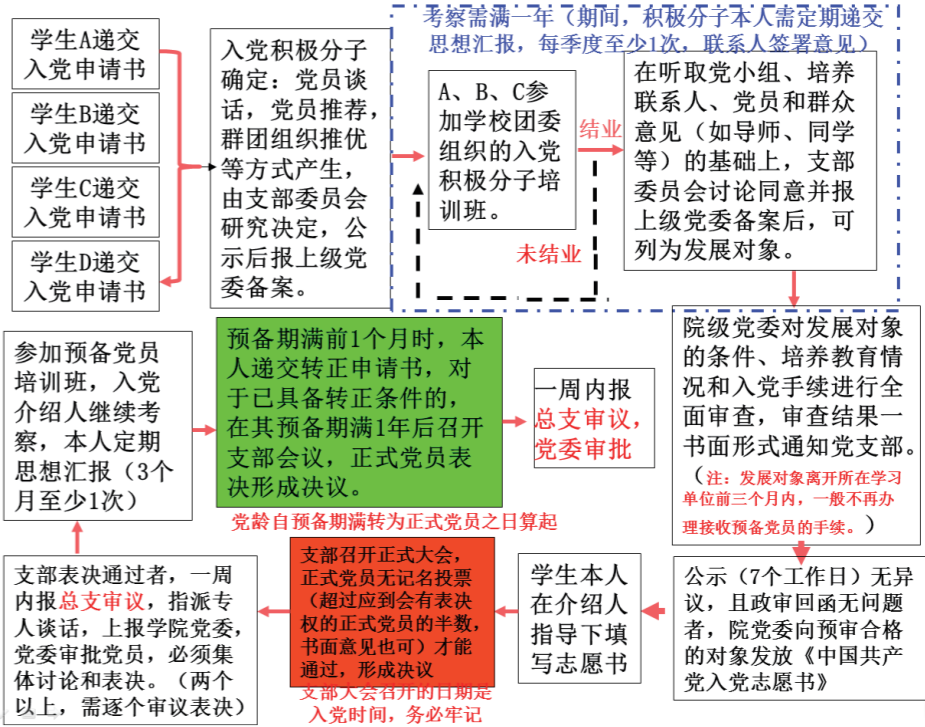 学生A递交
入党申请书
学生B递交
入党申请书
学生C递交
入党申请书
学生D递交
入党申请书
入党积极分子
确定：党员谈
话，党员推荐，
群团组织推优
等方式产生，
由支部委员会
研究决定，公
示后报上级党
委备案。
考察需满一年（期间，积极分子本人需定期递交
思想汇报，每季度至少1次，联系人签署意见）
A、B、C参
加学校团委
组织的入党
积极分子培
训班。
结业
未结业
在听取党小组、培养
联系人、党员和群众
意见（如导师、同学
等）的基础上，支部
委员会讨论同意并报
上级党委备案后，可
列为发展对象。
院级党委对发展对象
的条件、培养教育情
况和入党手续进行全
面审查，审查结果一
书面形式通知党支部。
（注：发展对象离开所在学习
单位前三个月内，一般不再办
理接收预备党员的手续。）
公示（7个工作日）无异
议，且政审回函无问题
者，院党委向预审合格
的对象发放《中国共产
党入党志愿书》
学生本人
在介绍人
指导下填
写志愿书
支部召开正式大会，
正式党员无记名投票
（超过应到会有表决
权的正式党员的半数，
书面意见也可）才能
通过，形成决议
支部大会召开的日期是
入党时间，务必牢记
支部表决通过者，一周
内报总支审议，指派专
人谈话，上报学院党委，
党委审批党员，必须集
体讨论和表决。（两个
以上，需逐个审议表决）
参加预备党员
培训班，入党
介绍人继续考
察，本人定期
思想汇报（3个
月至少1次）
预备期满前1个月时，本
人递交转正申请书，对
于已具备转正条件的，
在其预备期满1年后召开
支部会议，正式党员表
决形成决议。
党龄自预备期满转为正式党员之日算起
一周内报
总支审议，
党委审批